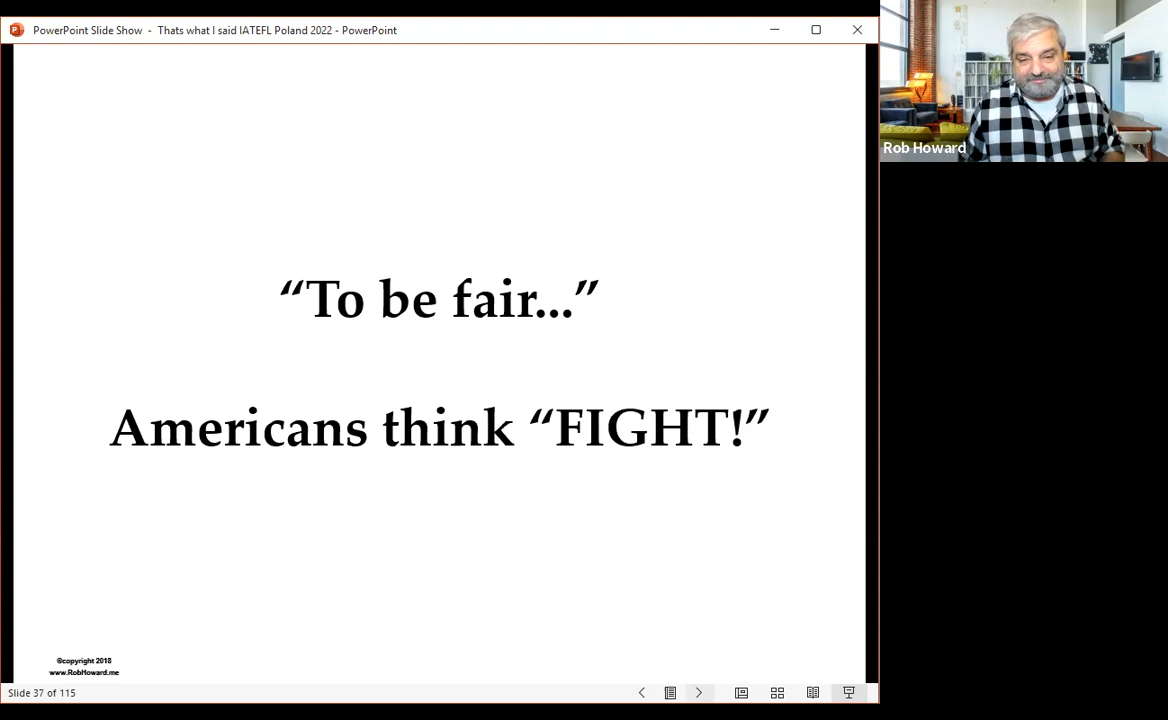 PowerPoint Slide Show - Thats what I said IATEFL Poland 2022 - PowerPoint
Rob Howard
“To be fair...”
Americans think “FIGHT!”
©copyright 2018
www.RobHoward.me
Slide 37 of 115